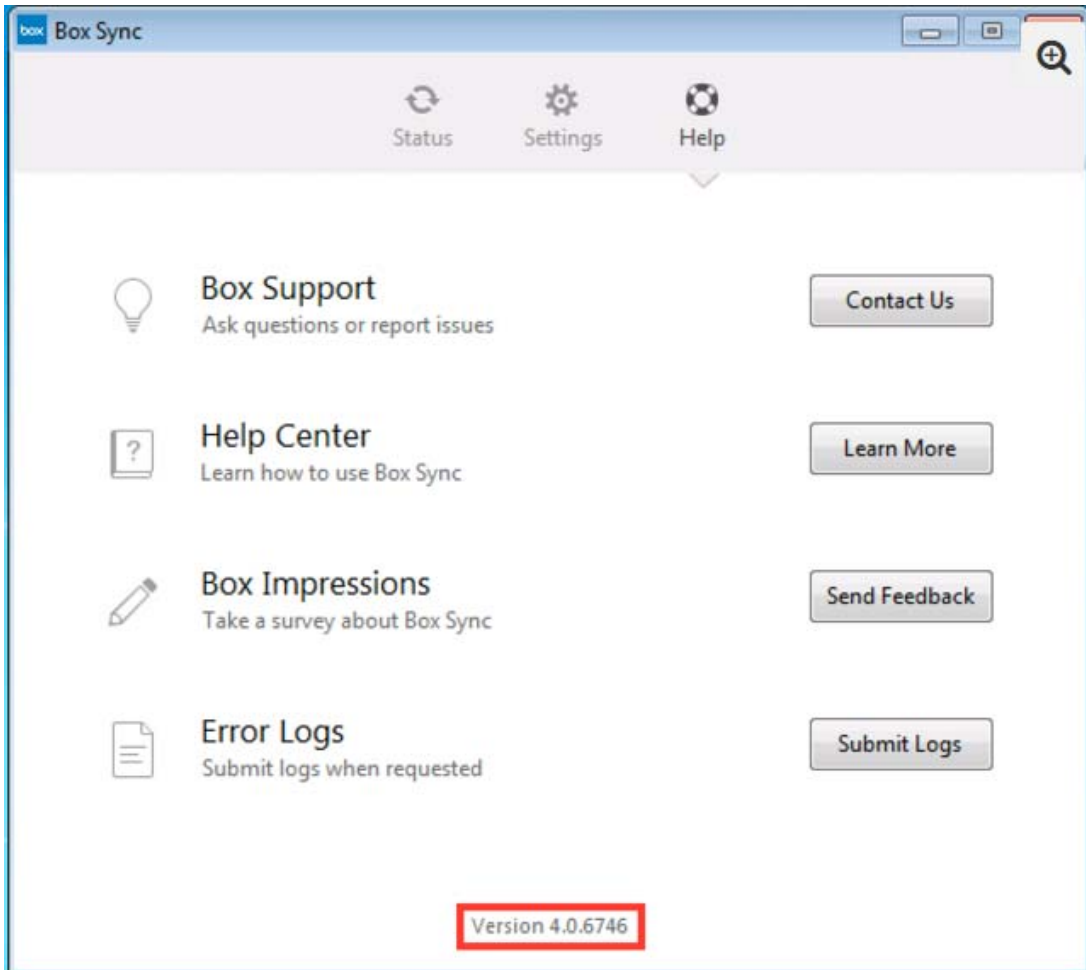 box Box Sync
Status Settings Help
Box Support
Ask questions or report issues
Contact Us
?
Help Center
Learn how to use Box Sync
Learn More
Box Impressions
Take a survey about Box Sync
Send Feedback
Error Logs
Submit logs when requested
Submit Logs
Version 4.0.6746